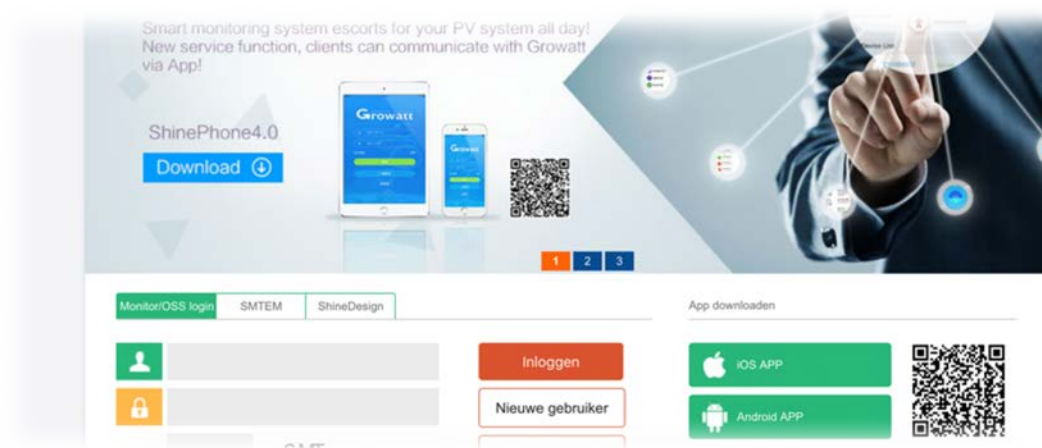 Smart monitoring system escorts for your PV system all day!
New service function, clients can communicate with Growatt
via App!
Growatt
Growatt
ShinePhone4.0
Download
1 2 3
Monitor/OSS login SMTEM ShineDesign
App downloaden
Inloggen
iOS APP
Nieuwe gebruiker
Android APP